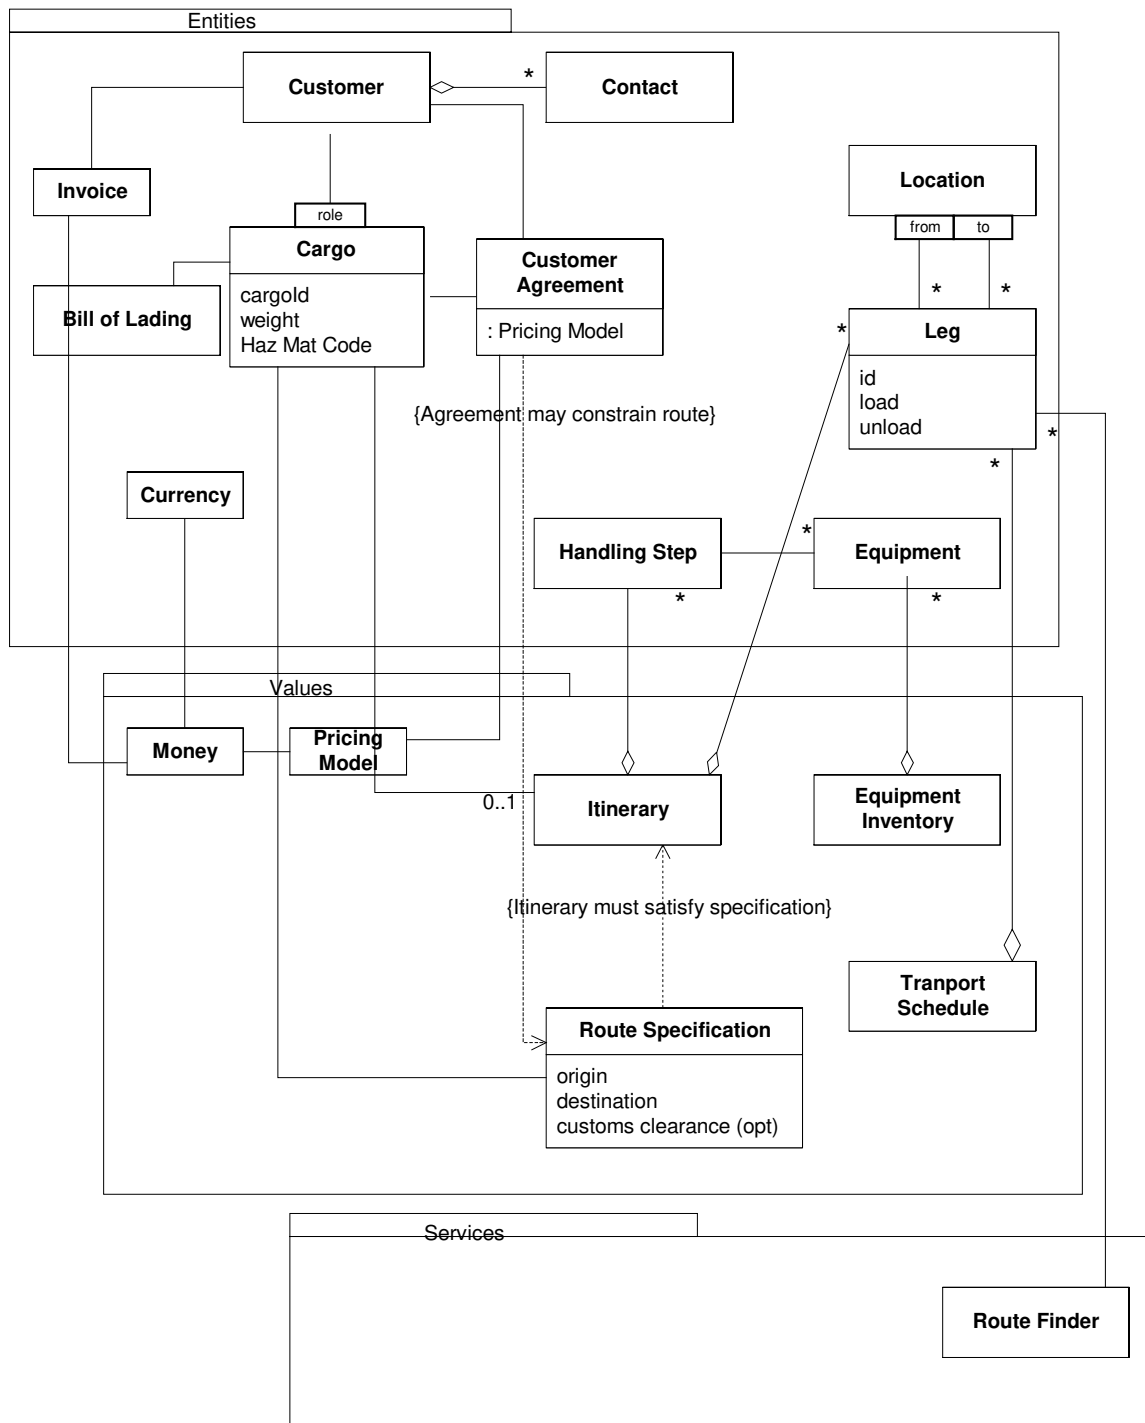 Entities
Customer
*
Contact
Invoice
Location
role
from
to
Cargo
Customer
Agreement
cargoId
weight
Haz Mat Code
: Pricing Model
Bill of Lading
*
*
*
Leg
id
load
unload
{Agreement may constrain route}
*
*
Currency
Handling Step
*
Equipment
*
*
Values
Money
Pricing
Model
0..1
Itinerary
Equipment
Inventory
{Itinerary must satisfy specification}
Tranport
Schedule
Route Specification
origin
destination
customs clearance (opt)
Services
Route Finder